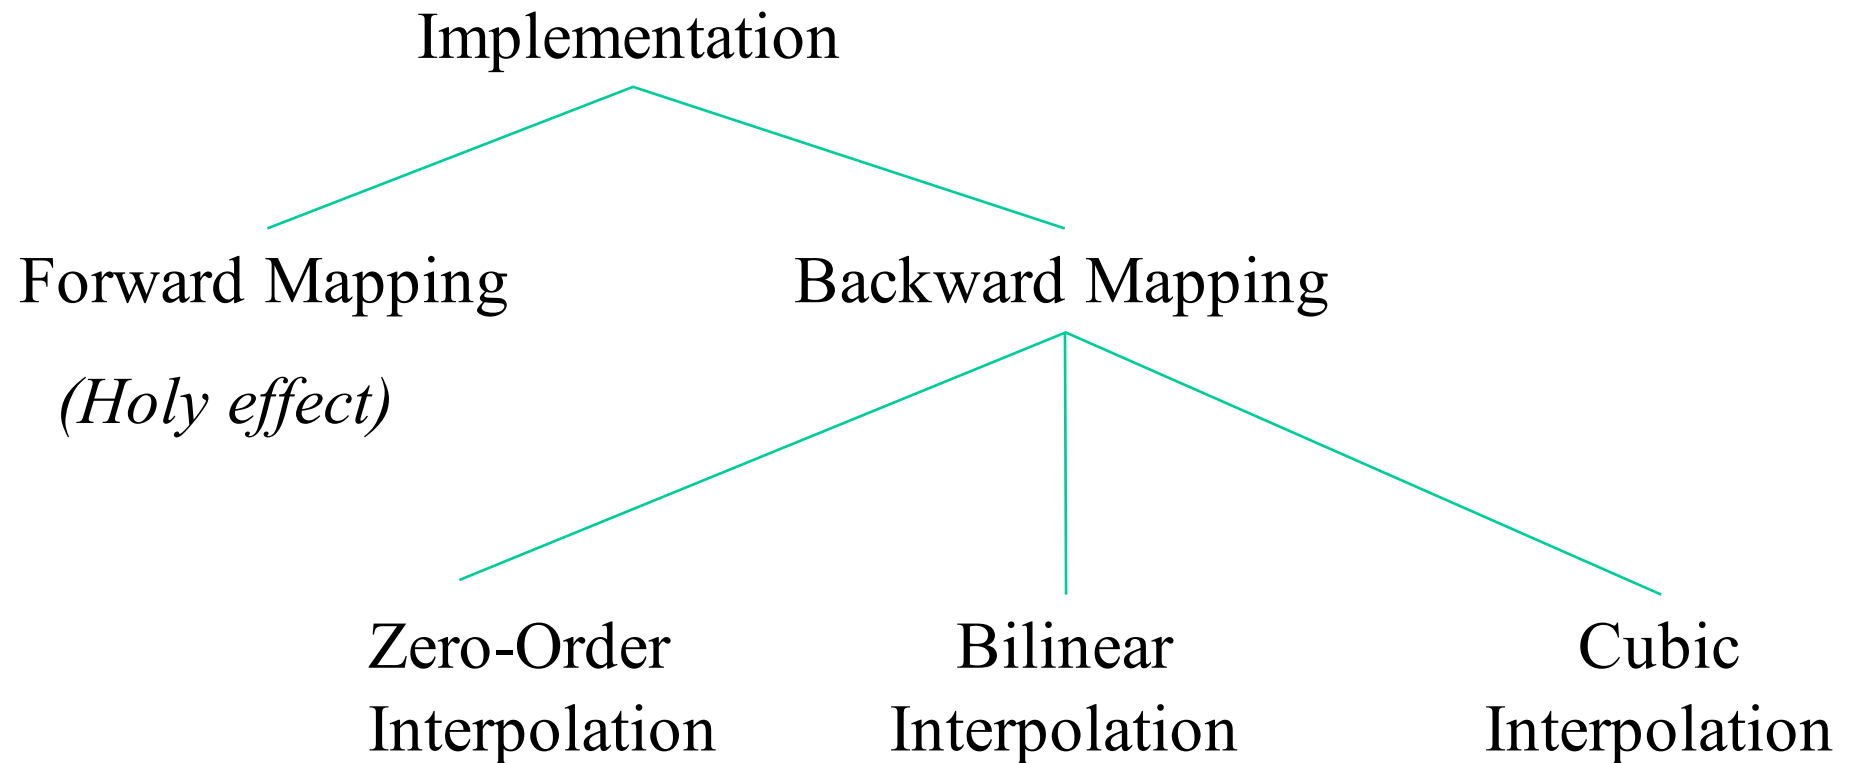 Implementation
Forward Mapping
Backward Mapping
(Holy effect)
Zero-Order
Interpolation
Bilinear
Interpolation
Cubic
Interpolation